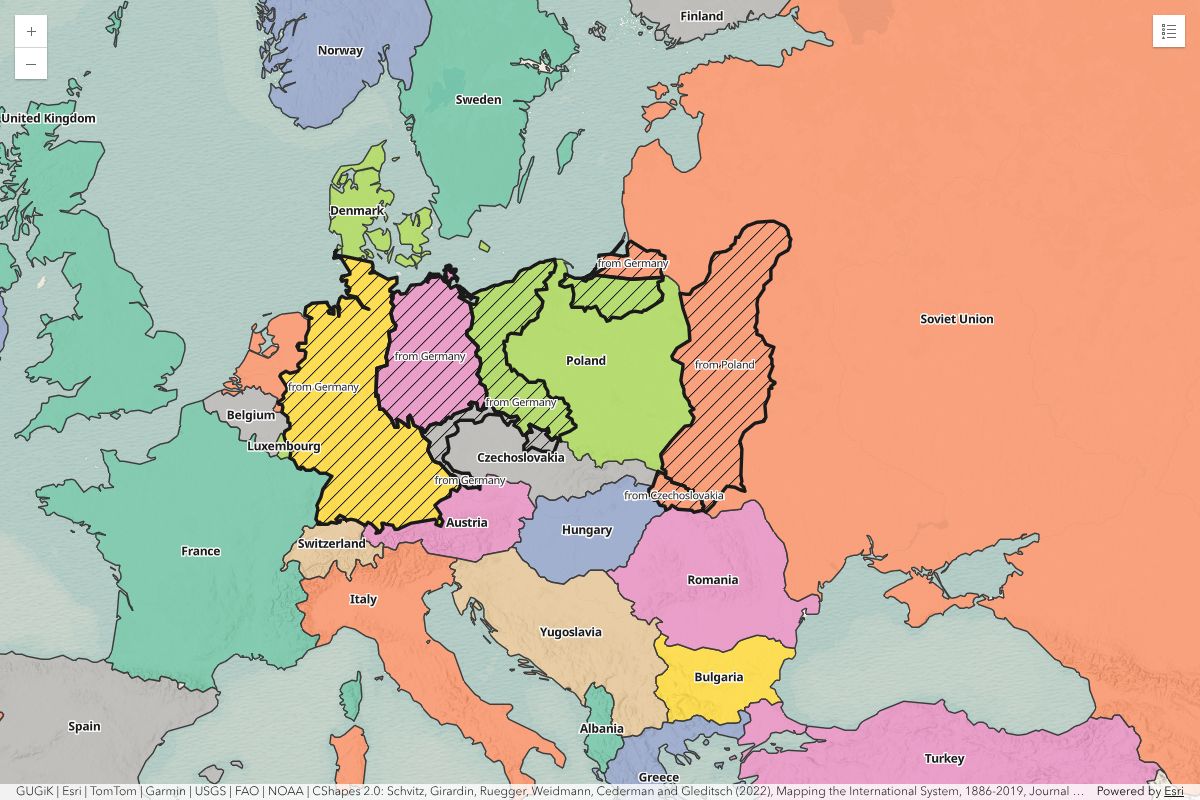 +
−
Finland
Norway
Sweden
United Kingdom
Denmark
from Germany
Soviet Union
from Germany
Poland
from Poland
from Germany
from Germany
Belgium
Luxembourg
Czechoslovakia
from Germany
from Czechoslovakia
Austria
Hungary
Switzerland
France
Romania
Italy
Yugoslavia
Bulgaria
Spain
Albania
Turkey
Greece
GUGiK | Esri | TomTom | Garmin | USGS | FAO | NOAA | CShapes 2.0: Schvitz, Girardin, Ruegger, Weidmann, Cederman and Gleditsch (2022), Mapping the International System, 1886-2019, Journal … Powered by Esri